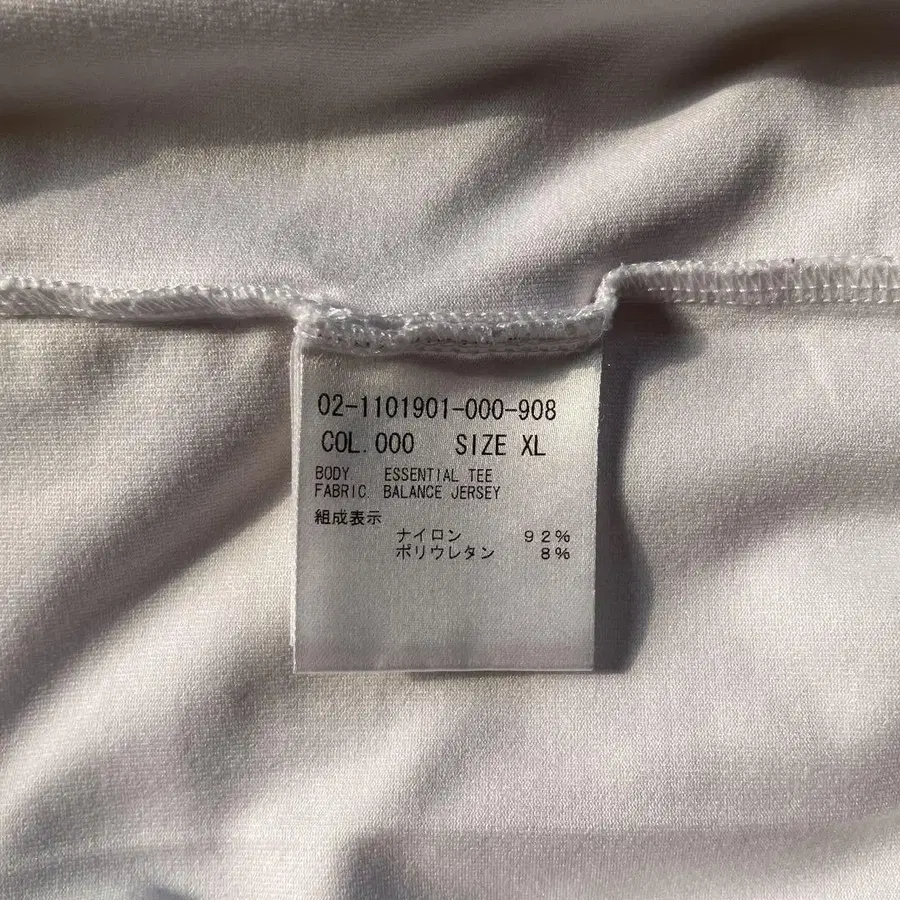 02-1101901-000-908
COL.000 SIZE XL
BODY ESSENTIAL TEE
FABRIC BALANCE JERSEY
組成表示
ナイロン 92%
ポリウレタン 8%